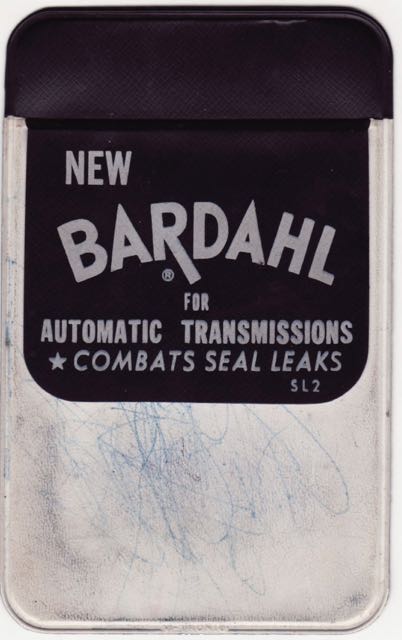 NEW
BARDAHL
®
FOR
AUTOMATIC TRANSMISSIONS
★ COMBATS SEAL LEAKS
SL2